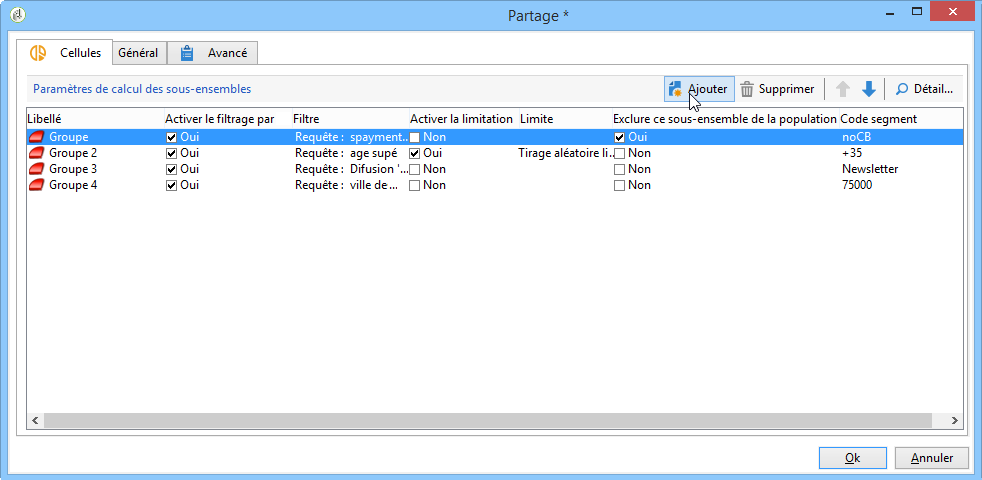 Partage *
Cellules Général Avancé
Paramètres de calcul des sous-ensembles Ajouter Supprimer Détail...
Libellé Activer le filtrage par Filtre Activer la limitation Limite Exclure ce sous-ensemble de la population Code segment
Groupe Oui Requête : spayment... Non Oui noCB
Groupe 2 Oui Requête : age supé Oui Tirage aléatoire li... Non +35
Groupe 3 Oui Requête : Difusion '... Non Non Newsletter
Groupe 4 Oui Requête : ville de... Non Non 75000
Ok Annuler